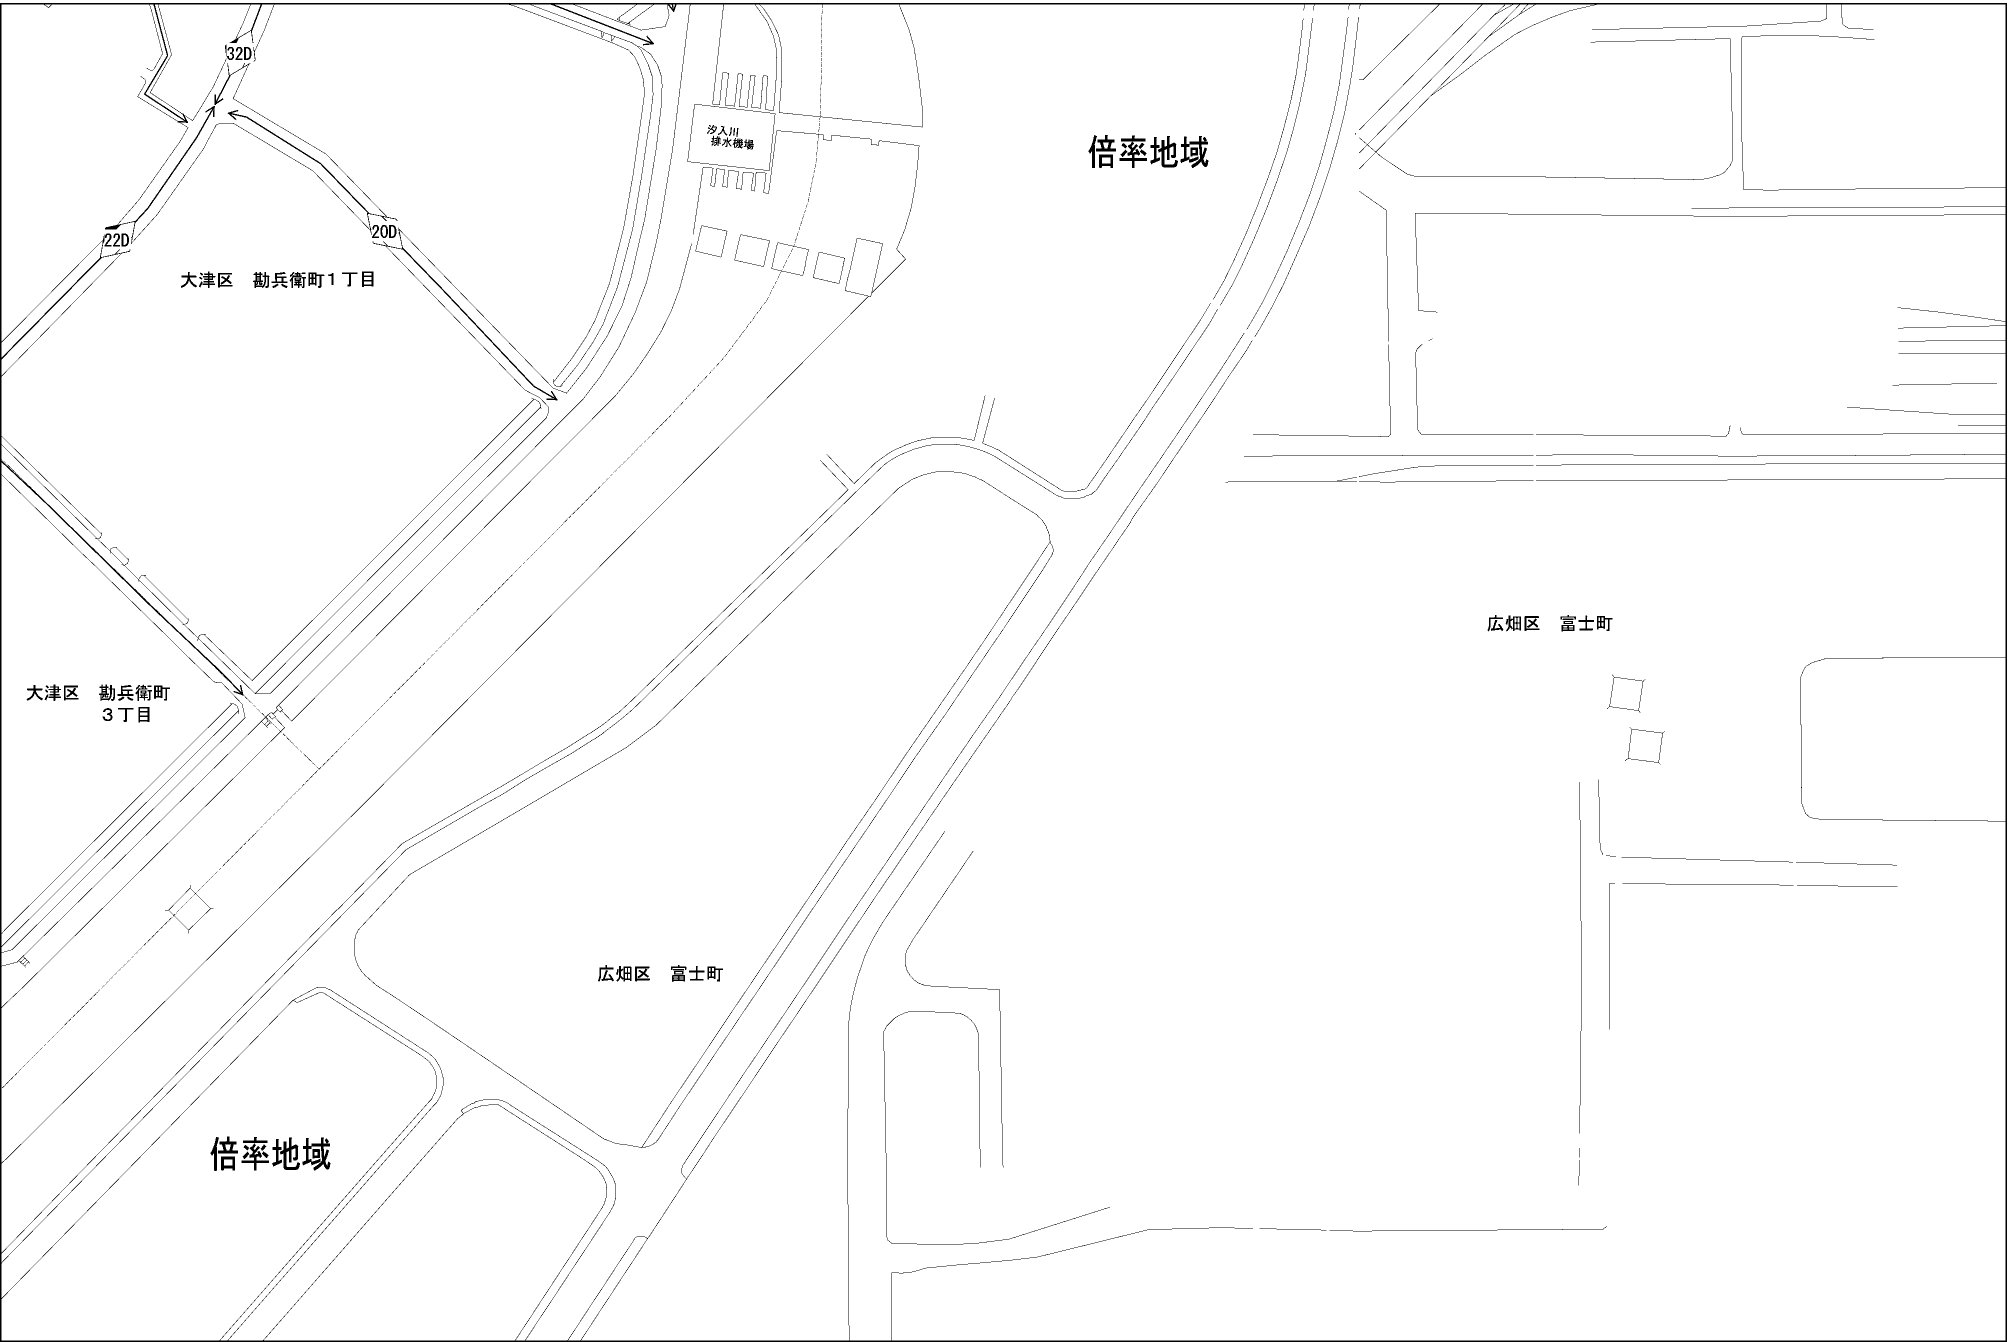 32D
汐入川
排水機場
倍率地域
22D
20D
大津区　勘兵衛町１丁目
広畑区　富士町
大津区　勘兵衛町
３丁目
広畑区　富士町
倍率地域